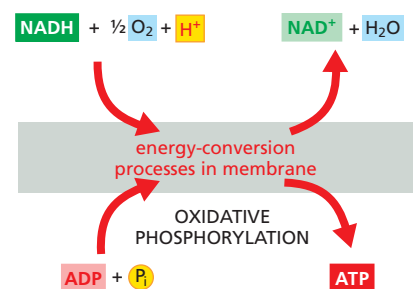 NADH + ½ O₂ + H⁺ NAD⁺ + H₂O
energy-conversion
processes in membrane
OXIDATIVE
PHOSPHORYLATION
ADP + Pᵢ ATP